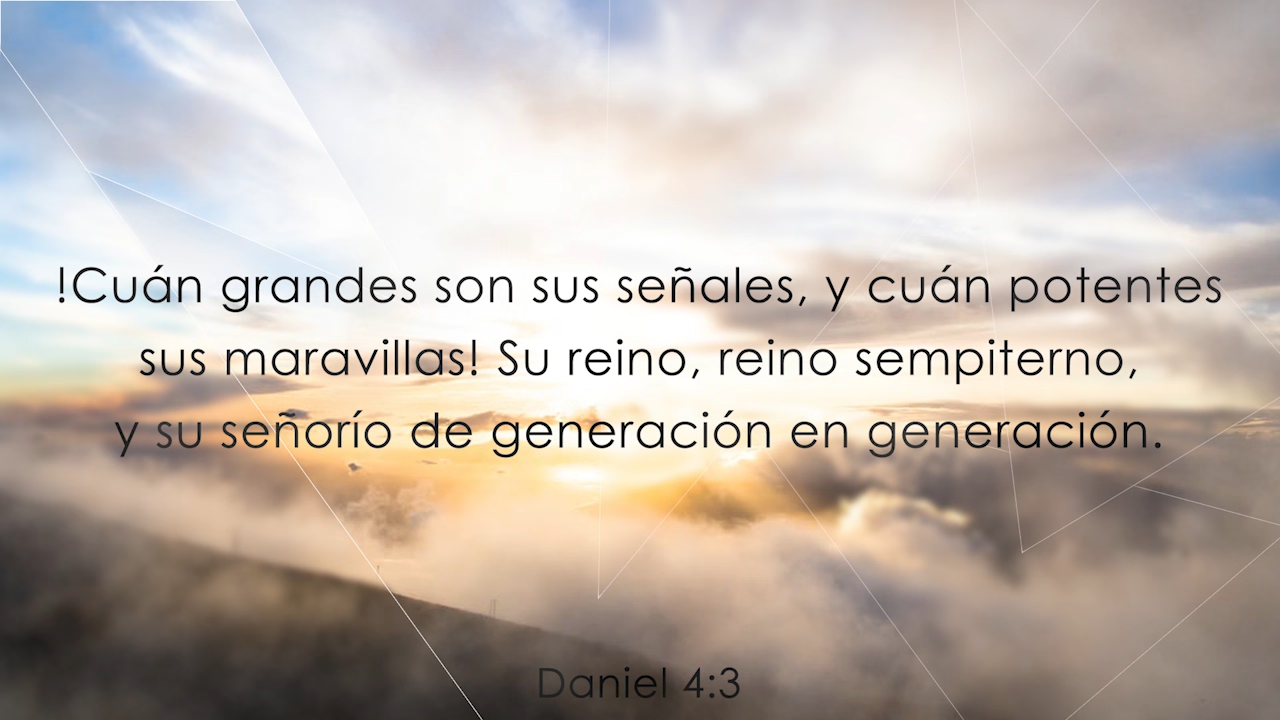 !Cuán grandes son sus señales, y cuán potentes
sus maravillas! Su reino, reino sempiterno,
y su señorío de generación en generación.
Daniel 4:3